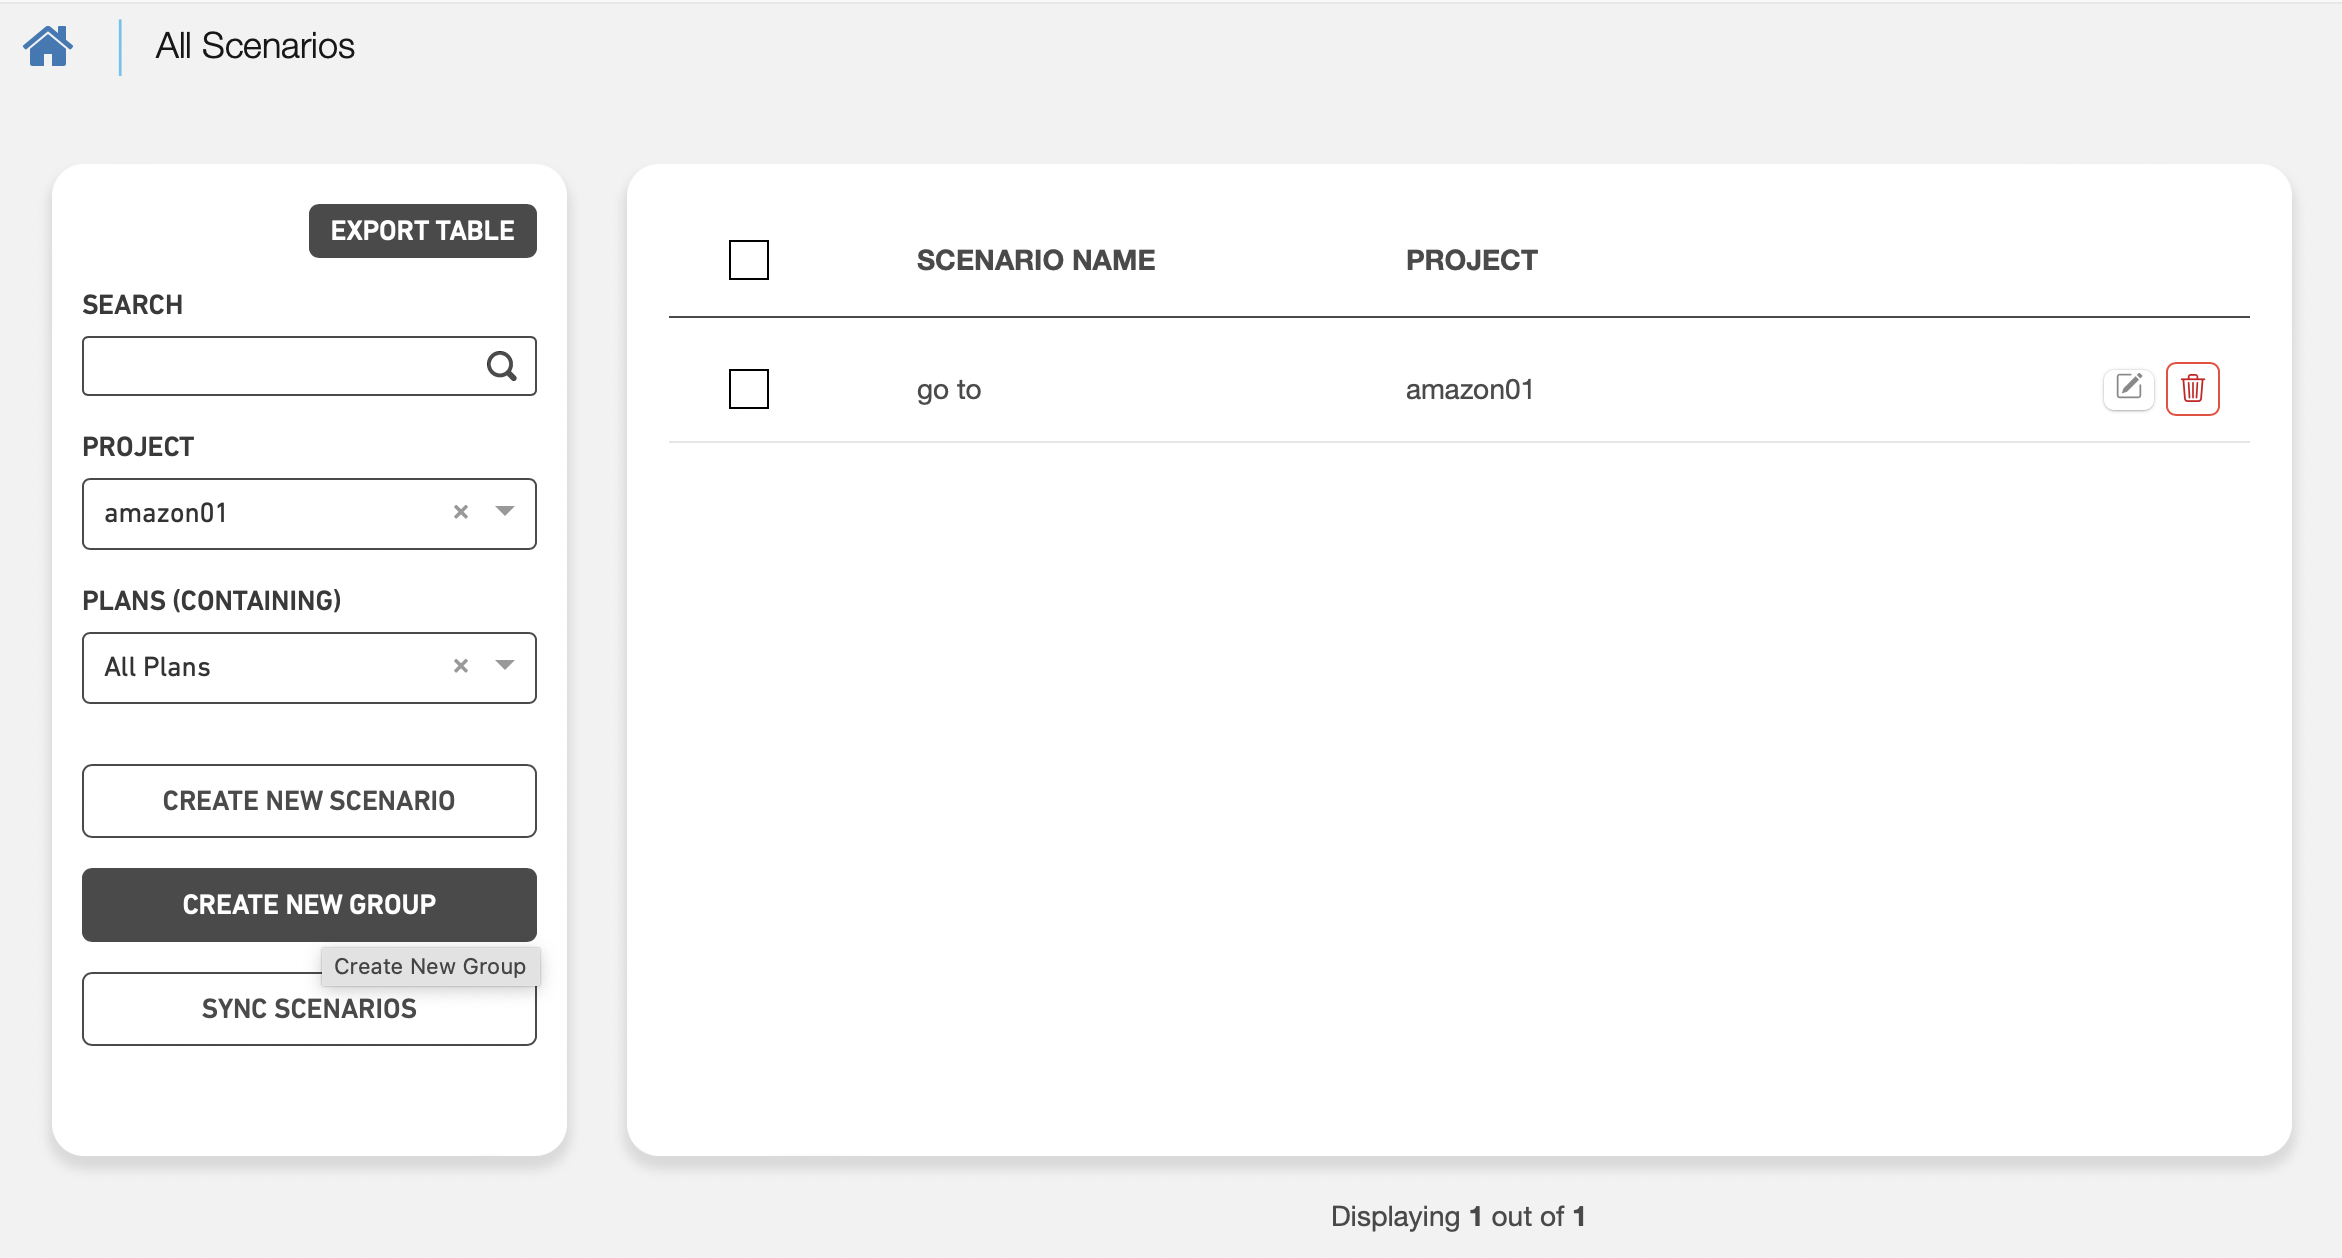 All Scenarios
EXPORT TABLE
SEARCH
PROJECT
amazon01
PLANS (CONTAINING)
All Plans
CREATE NEW SCENARIO
CREATE NEW GROUP
Create New Group
SYNC SCENARIOS
SCENARIO NAME PROJECT
go to amazon01
Displaying 1 out of 1